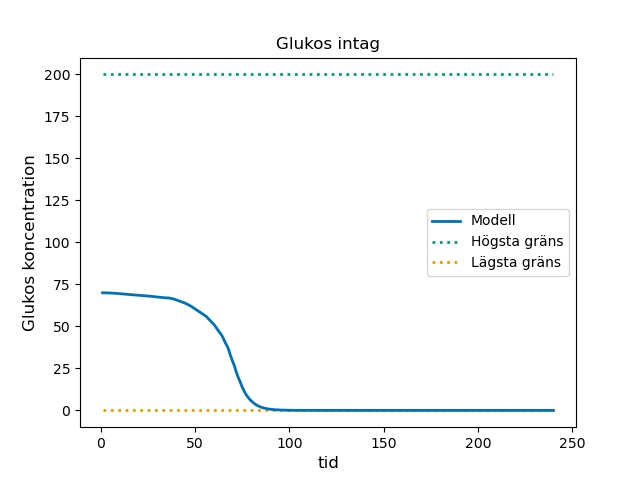 Glukos intag
Glukos koncentration
200
175
150
125
100
75
50
25
0
Modell
Högsta gräns
Lägsta gräns
0 50 100 150 200 250
tid